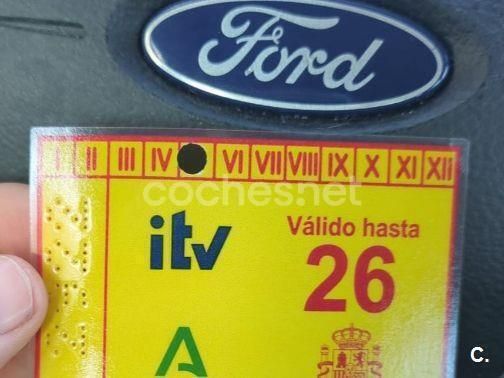 Ford
I II III IV VI VII VIII IX X XI XII
coches.net
itv
Válido hasta
26
C.